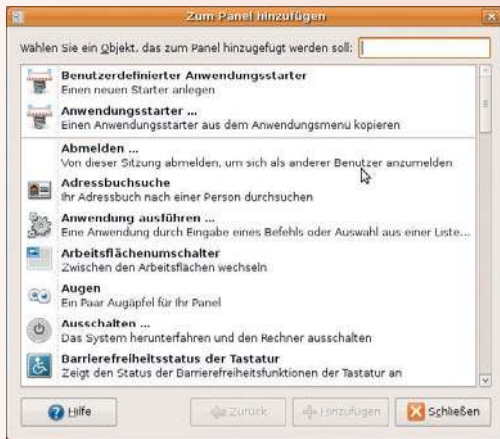 Zum Panel hinzufügen
Wählen Sie ein Objekt, das zum Panel hinzugefügt werden soll:
Benutzerdefinierter Anwendungsstarter
Einen neuen Starter anlegen
Anwendungsstarter ...
Einen Anwendungsstarter aus dem Anwendungsmenü kopieren
Abmelden ...
Von dieser Sitzung abmelden, um sich als anderer Benutzer anzumelden
Adressbuchsuche
Ihr Adressbuch nach einer Person durchsuchen
Anwendung ausführen ...
Eine Anwendung durch Eingabe eines Befehls oder Auswahl aus einer Liste...
Arbeitsflächenumschalter
Zwischen den Arbeitsflächen wechseln
Augen
Ein Paar Augäpfel für Ihr Panel
Ausschalten ...
Das System herunterfahren und den Rechner ausschalten
Barrierefreiheitsstatus der Tastatur
Zeigt den Status der Barrierefreiheitsfunktionen der Tastatur an
Hilfe Zurück Hinzufügen Schließen